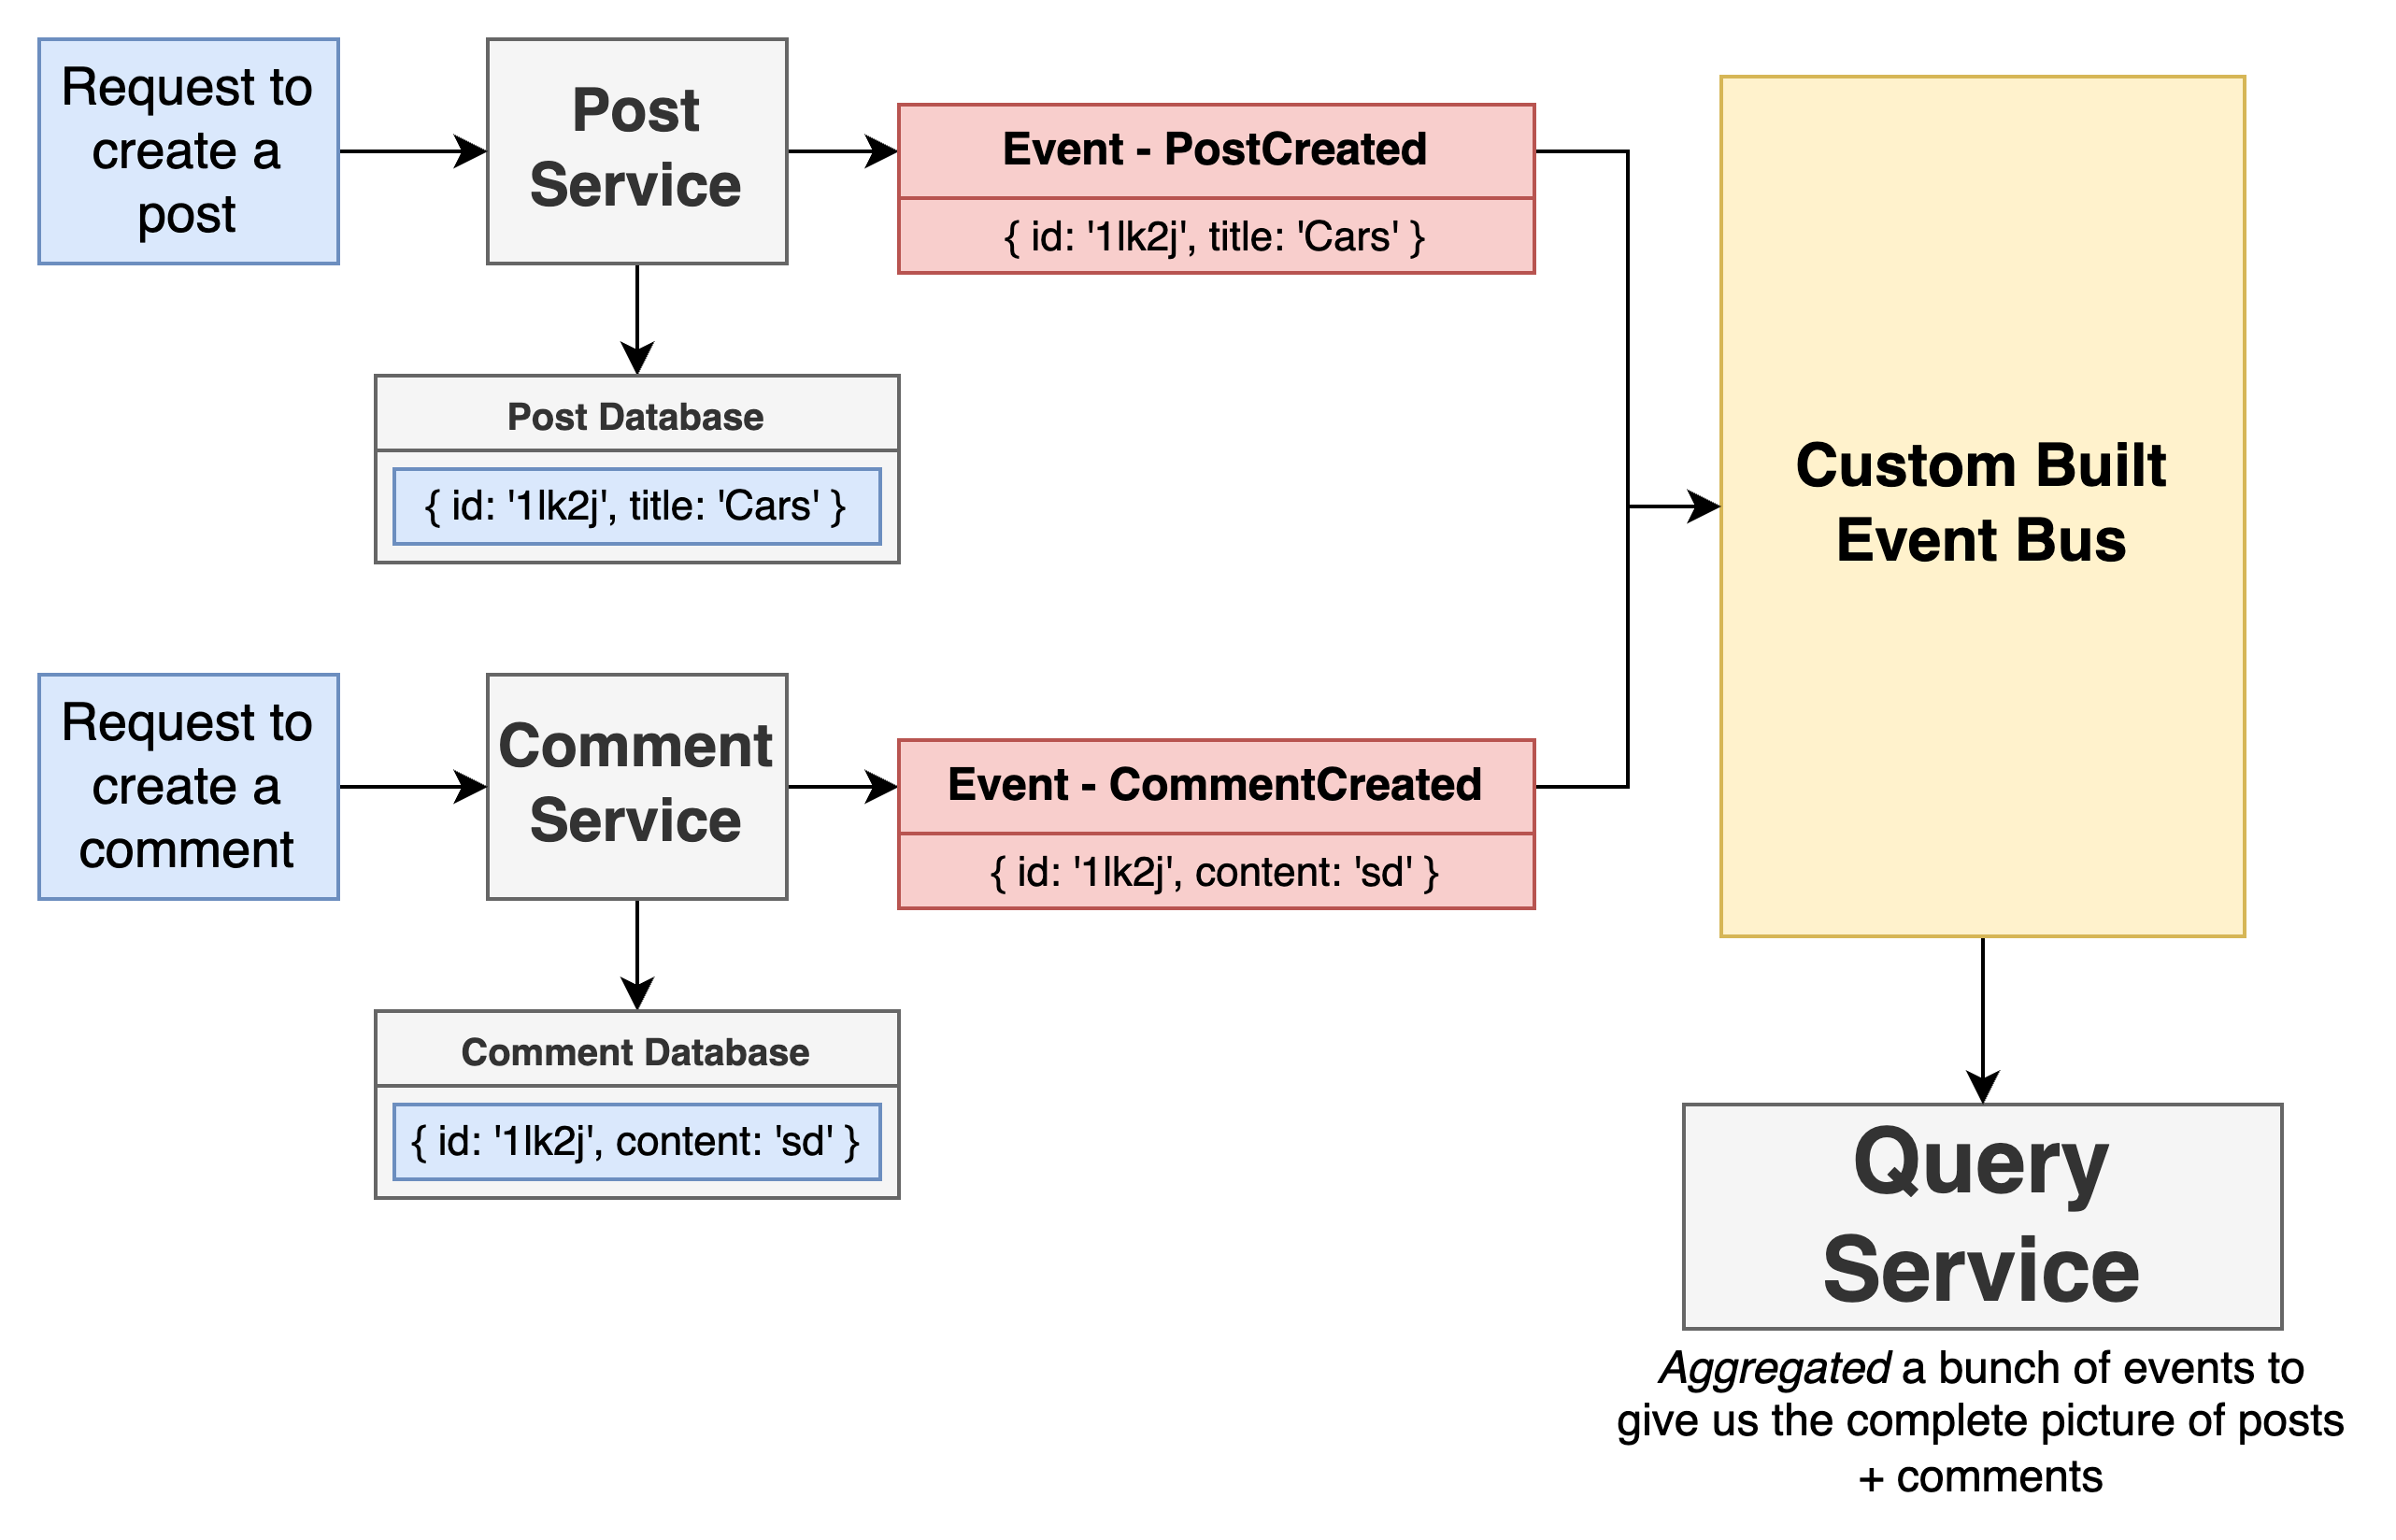 Request to
create a
post
Post
Service
Event - PostCreated
{ id: '1lk2j', title: 'Cars' }
Post Database
{ id: '1lk2j', title: 'Cars' }
Custom Built
Event Bus
Request to
create a
comment
Comment
Service
Event - CommentCreated
{ id: '1lk2j', content: 'sd' }
Comment Database
{ id: '1lk2j', content: 'sd' }
Query
Service
Aggregated a bunch of events to
give us the complete picture of posts
+ comments